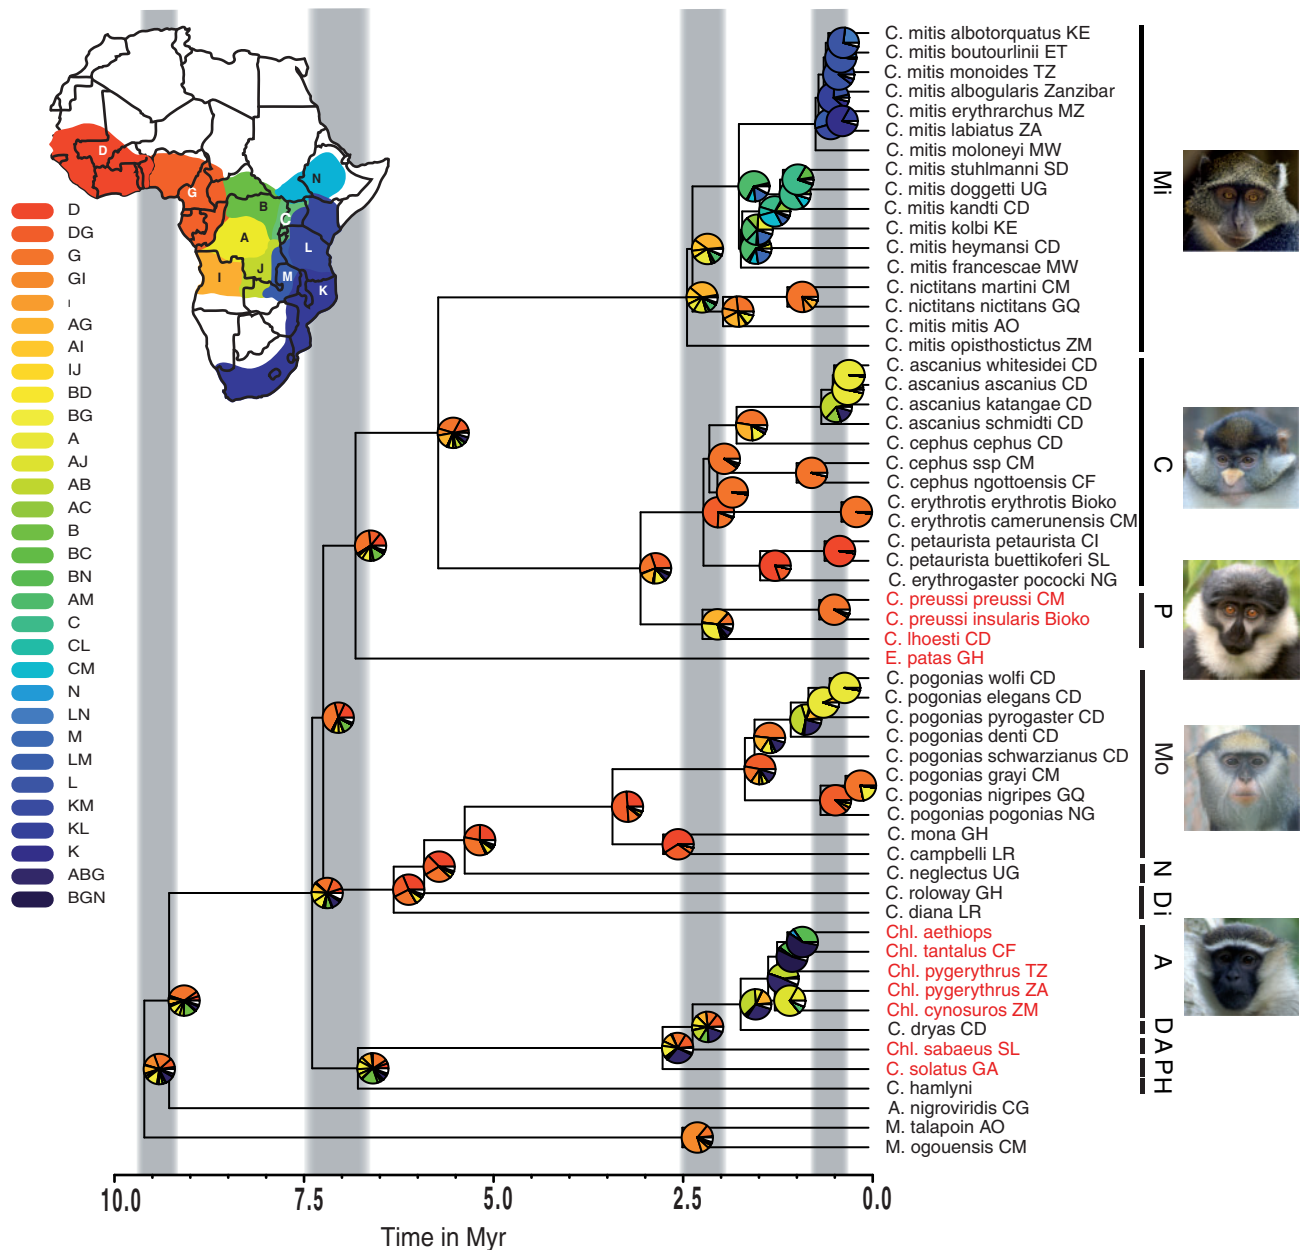 D
G
B
N
C
A
L
I
J
M
K
D
DG
G
GI
I
AG
AI
IJ
BD
BG
A
AJ
AB
AC
B
BC
BN
AM
C
CL
CM
N
LN
M
LM
L
KM
KL
K
ABG
BGN
C. mitis albotorquatus KE
C. mitis boutourlinii ET
C. mitis monoides TZ
C. mitis albogularis Zanzibar
C. mitis erythrarchus MZ
C. mitis labiatus ZA
C. mitis moloneyi MW
C. mitis stuhlmanni SD
C. mitis doggetti UG
C. mitis kandti CD
C. mitis kolbi KE
C. mitis heymansi CD
C. mitis francescae MW
C. nictitans martini CM
C. nictitans nictitans GQ
C. mitis mitis AO
C. mitis opisthostictus ZM
C. ascanius whitesidei CD
C. ascanius ascanius CD
C. ascanius katangae CD
C. ascanius schmidti CD
C. cephus cephus CD
C. cephus ssp CM
C. cephus ngottoensis CF
C. erythrotis erythrotis Bioko
C. erythrotis camerunensis CM
C. petaurista petaurista CI
C. petaurista buettikoferi SL
C. erythrogaster pococki NG
C. preussi preussi CM
C. preussi insularis Bioko
C. lhoesti CD
E. patas GH
C. pogonias wolfi CD
C. pogonias elegans CD
C. pogonias pyrogaster CD
C. pogonias denti CD
C. pogonias schwarzianus CD
C. pogonias grayi CM
C. pogonias nigripes GQ
C. pogonias pogonias NG
C. mona GH
C. campbelli LR
C. neglectus UG
C. roloway GH
C. diana LR
Chl. aethiops
Chl. tantalus CF
Chl. pygerythrus TZ
Chl. pygerythrus ZA
Chl. cynosuros ZM
C. dryas CD
Chl. sabaeus SL
C. solatus GA
C. hamlyni
A. nigroviridis CG
M. talapoin AO
M. ogouensis CM
Mi
C
P
Mo
N
Di
A
D
A
P
H
10.0 7.5 5.0 2.5 0.0
Time in Myr